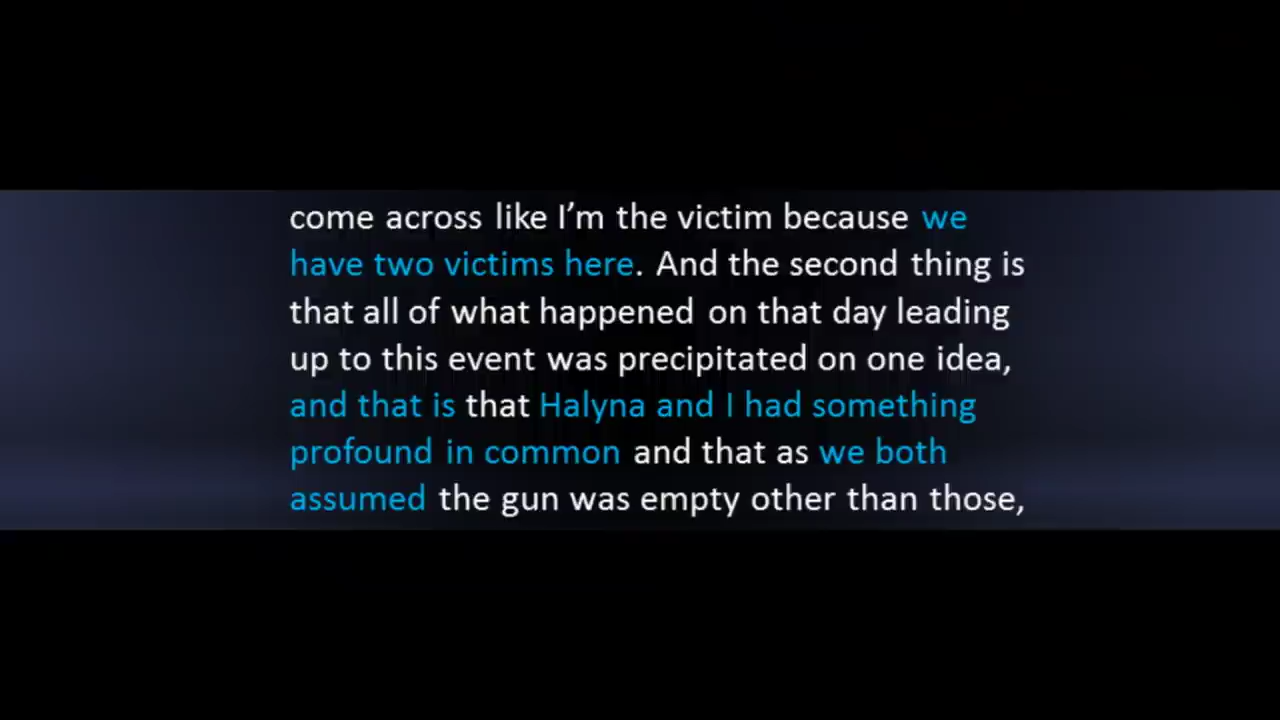 come across like I’m the victim because we
have two victims here. And the second thing is
that all of what happened on that day leading
up to this event was precipitated on one idea,
and that is that Halyna and I had something
profound in common and that as we both
assumed the gun was empty other than those,